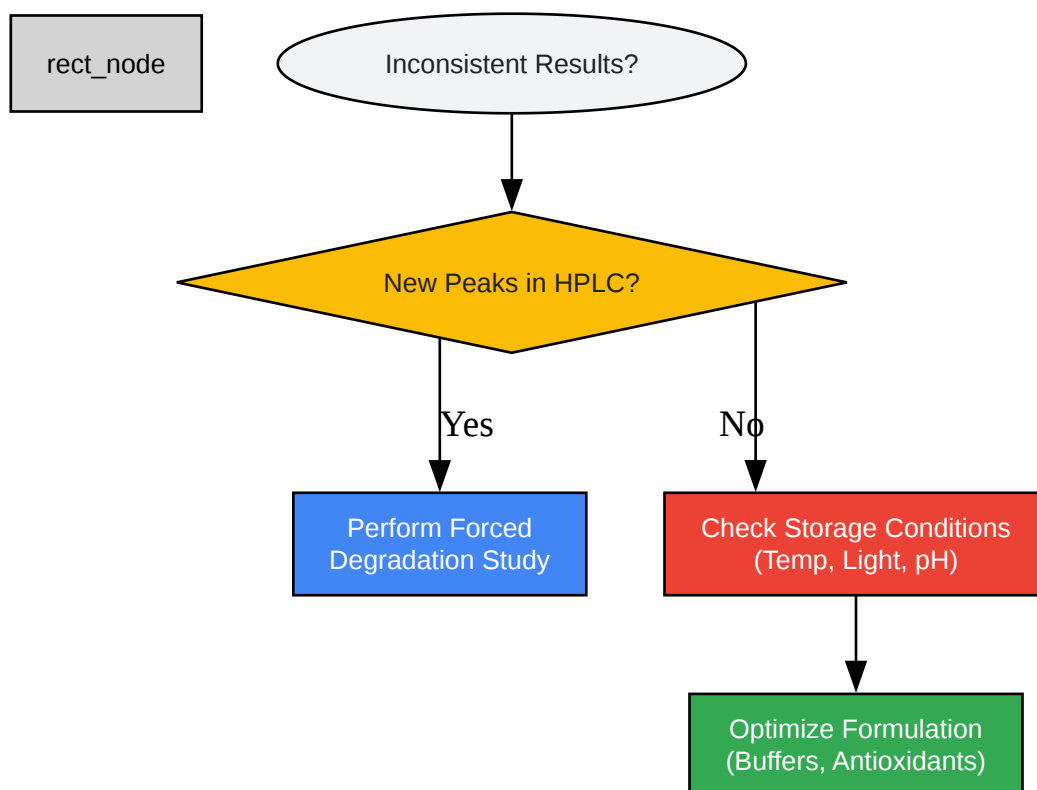 rect_node
Inconsistent Results?
New Peaks in HPLC?
Yes
No
Perform Forced
Degradation Study
Check Storage Conditions
(Temp, Light, pH)
Optimize Formulation
(Buffers, Antioxidants)